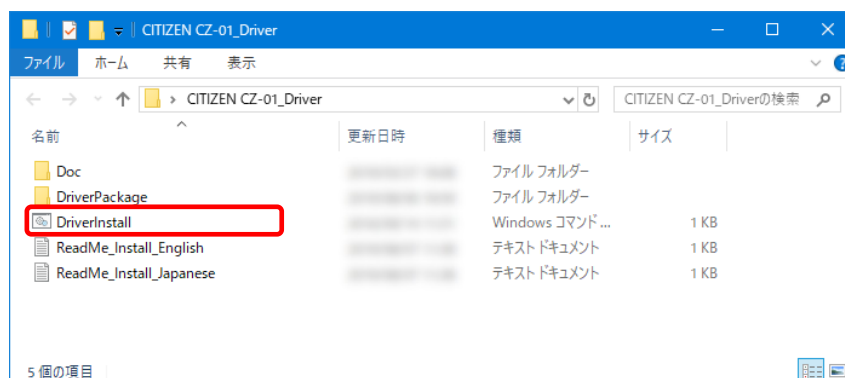 CITIZEN CZ-01_Driver
ファイル ホーム 共有 表示
CITIZEN CZ-01_Driver CITIZEN CZ-01_Driverの検索
名前 更新日時 種類 サイズ
Doc ファイル フォルダー
DriverPackage ファイル フォルダー
DriverInstall Windows コマンド ... 1 KB
ReadMe_Install_English テキスト ドキュメント 1 KB
ReadMe_Install_Japanese テキスト ドキュメント 1 KB
5 個の項目